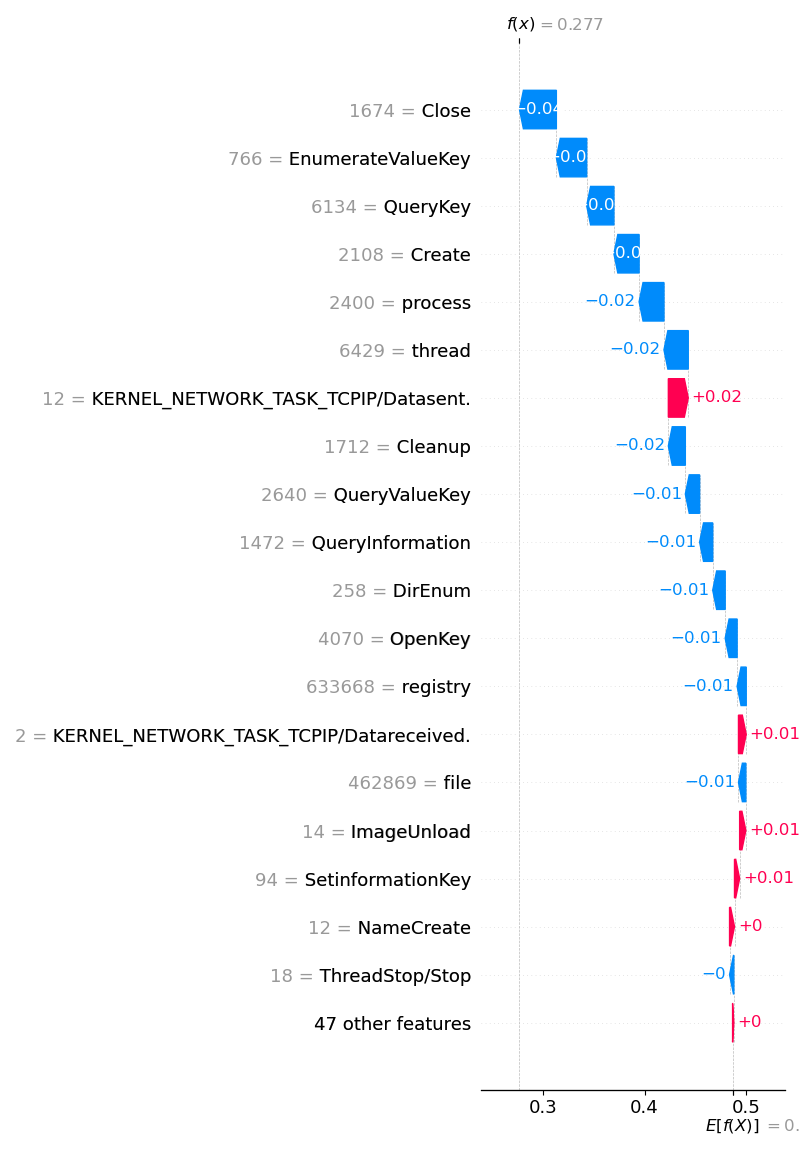 f(x) = 0.277
1674 = Close
−0.04
766 = EnumerateValueKey
6134 = QueryKey
2108 = Create
2400 = process
−0.02
6429 = thread
−0.02
12 = KERNEL_NETWORK_TASK_TCPIP/Datasent.
+0.02
1712 = Cleanup
−0.02
2640 = QueryValueKey
−0.01
1472 = QueryInformation
−0.01
258 = DirEnum
−0.01
4070 = OpenKey
−0.01
633668 = registry
−0.01
2 = KERNEL_NETWORK_TASK_TCPIP/Datareceived.
+0.01
462869 = file
−0.01
14 = ImageUnload
+0.01
94 = SetinformationKey
+0.01
12 = NameCreate
+0
18 = ThreadStop/Stop
−0
47 other features
+0
0.3 0.4 0.5
E[f(X)] = 0.